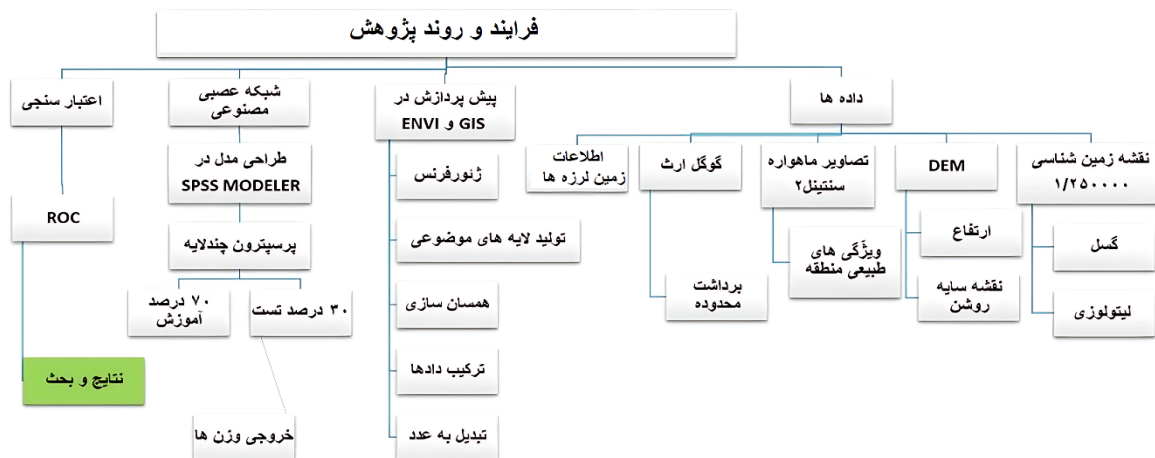 فرایند و روند پژوهش
داده ها
نقشه زمین شناسی
۱/۲۵۰۰۰۰
گسل
لیتولوزی
DEM
ارتفاع
نقشه سایه
روشن
تصاویر ماهواره
سنتینل۲
ویژگی های
طبیعی منطقه
گوگل ارث
برداشت
محدوده
اطلاعات
زمین لرزه ها
پیش پردازش در
GIS و ENVI
ژئورفرنس
تولید لایه های موضوعی
همسان سازی
ترکیب دادها
تبدیل به عدد
شبکه عصبی
مصنوعی
طراحی مدل در
SPSS MODELER
پرسپترون چندلایه
۳۰ درصد تست
۷۰ درصد
آموزش
خروجی وزن ها
اعتبار سنجی
ROC
نتایج و بحث